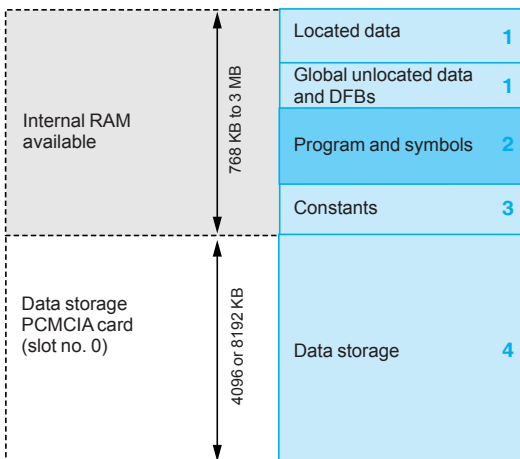 Located data 1
Global unlocated data
and DFBs 1
Internal RAM
available
768 KB to 3 MB
Program and symbols 2
Constants 3
Data storage
PCMCIA card
(slot no. 0)
4096 or 8192 KB
Data storage 4